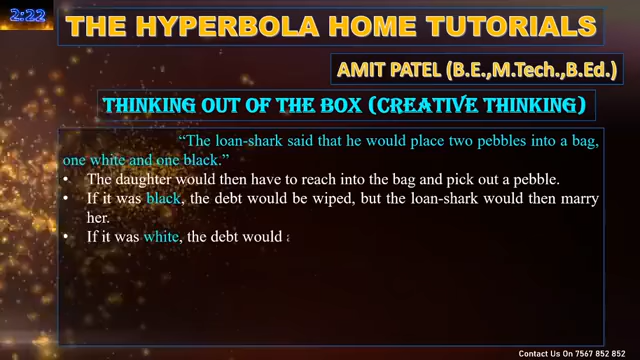 2:22
THE HYPERBOLA HOME TUTORIALS
AMIT PATEL (B.E.,M.Tech.,B.Ed.)
THINKING OUT OF THE BOX (CREATIVE THINKING)
“The loan-shark said that he would place two pebbles into a bag,
one white and one black.”
• The daughter would then have to reach into the bag and pick out a pebble.
• If it was black, the debt would be wiped, but the loan-shark would then marry
her.
• If it was white, the debt would a
Contact Us On 7567 852 852